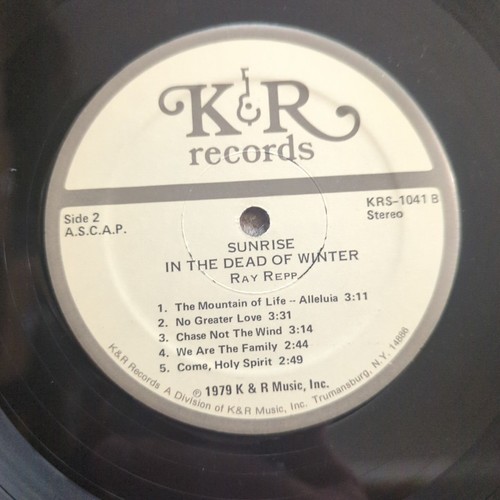 K&R
records
Side 2
A.S.C.A.P.
KRS-1041 B
Stereo
SUNRISE
IN THE DEAD OF WINTER
RAY REPP
1. The Mountain of Life -- Alleluia 3:11
2. No Greater Love 3:31
3. Chase Not The Wind 3:14
4. We Are The Family 2:44
5. Come, Holy Spirit 2:49
℗ 1979 K & R Music, Inc.
K&R Records A Division of K&R Music, Inc. Trumansburg, N.Y. 14886